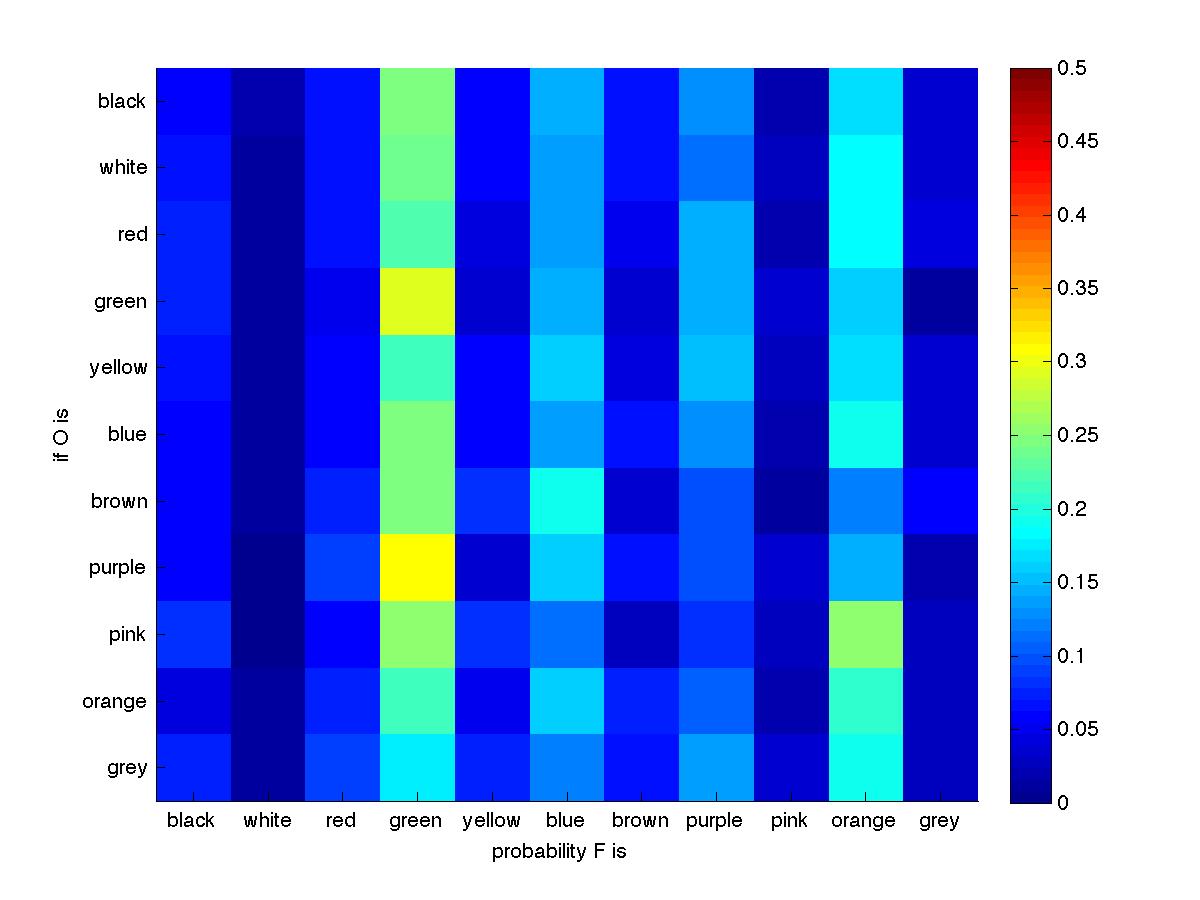 black
white
red
green
yellow
blue
brown
purple
pink
orange
grey
if O is
black white red green yellow blue brown purple pink orange grey
probability F is
0.5
0.45
0.4
0.35
0.3
0.25
0.2
0.15
0.1
0.05
0